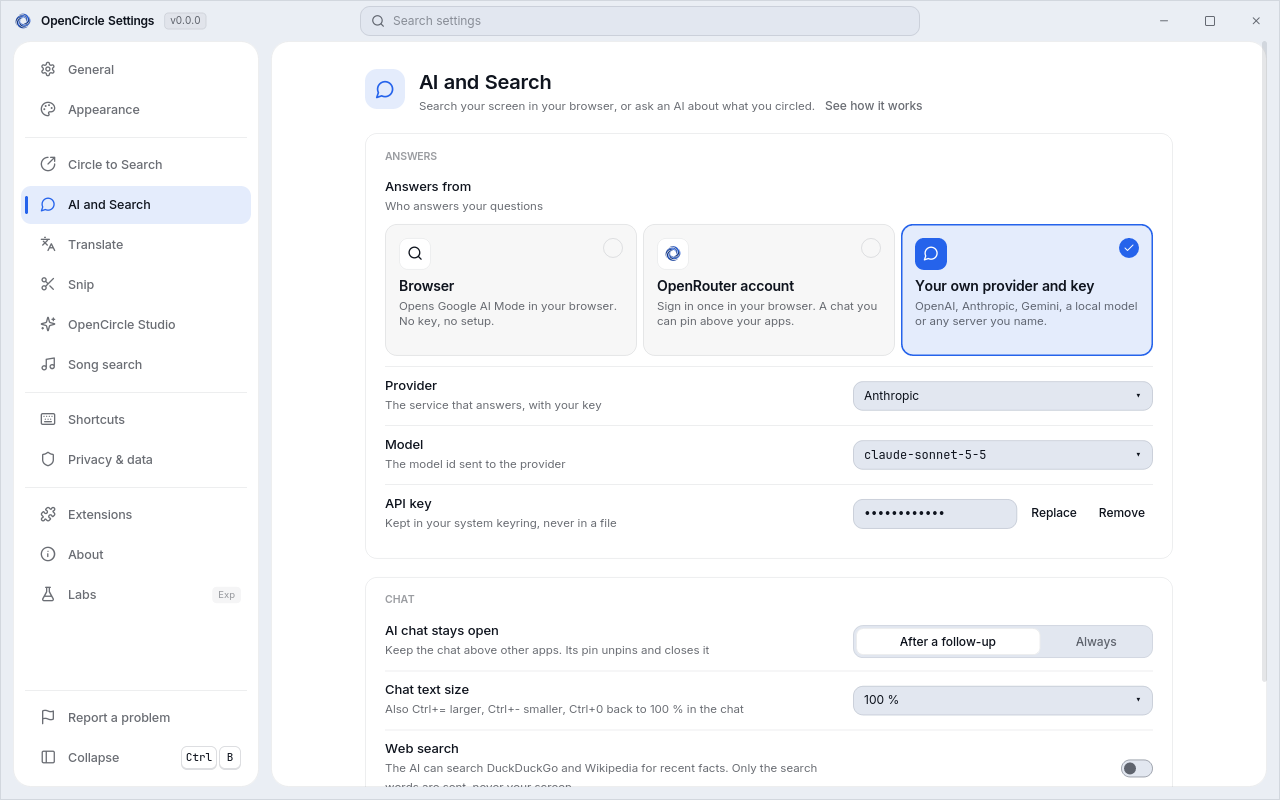 OpenCircle Settings
v0.0.0
Search settings
General
Appearance
Circle to Search
AI and Search
Translate
Snip
OpenCircle Studio
Song search
Shortcuts
Privacy & data
Extensions
About
Labs
Exp
Report a problem
Collapse
Ctrl B
AI and Search
Search your screen in your browser, or ask an AI about what you circled. See how it works
ANSWERS
Answers from
Who answers your questions
Browser
Opens Google AI Mode in your browser.
No key, no setup.
OpenRouter account
Sign in once in your browser. A chat you
can pin above your apps.
Your own provider and key
OpenAI, Anthropic, Gemini, a local model
or any server you name.
Provider
The service that answers, with your key
Anthropic
Model
The model id sent to the provider
claude-sonnet-5-5
API key
Kept in your system keyring, never in a file
••••••••••••
Replace
Remove
CHAT
AI chat stays open
Keep the chat above other apps. Its pin unpins and closes it
After a follow-up
Always
Chat text size
Also Ctrl+= larger, Ctrl+- smaller, Ctrl+0 back to 100 % in the chat
100 %
Web search
The AI can search DuckDuckGo and Wikipedia for recent facts. Only the search
words are sent, never your screen